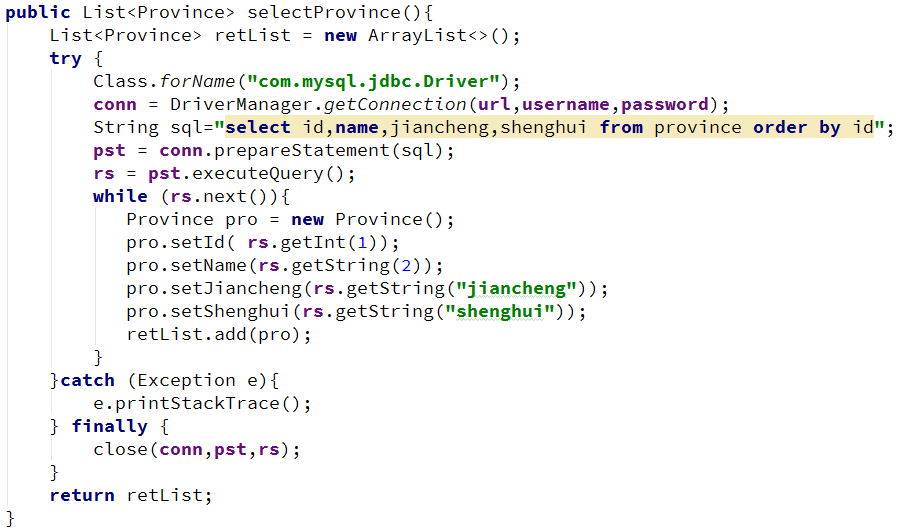 public List<Province> selectProvince(){
    List<Province> retList = new ArrayList<>();
    try {
        Class.forName("com.mysql.jdbc.Driver");
        conn = DriverManager.getConnection(url,username,password);
        String sql="select id,name,jiancheng,shenghui from province order by id";
        pst = conn.prepareStatement(sql);
        rs = pst.executeQuery();
        while (rs.next()){
           Province pro = new Province();
           pro.setId( rs.getInt(1));
           pro.setName(rs.getString(2));
           pro.setJiancheng(rs.getString("jiancheng"));
           pro.setShenghui(rs.getString("shenghui"));
           retList.add(pro);
        }
    }catch (Exception e){
        e.printStackTrace();
    } finally {
        close(conn,pst,rs);
    }
    return retList;
}